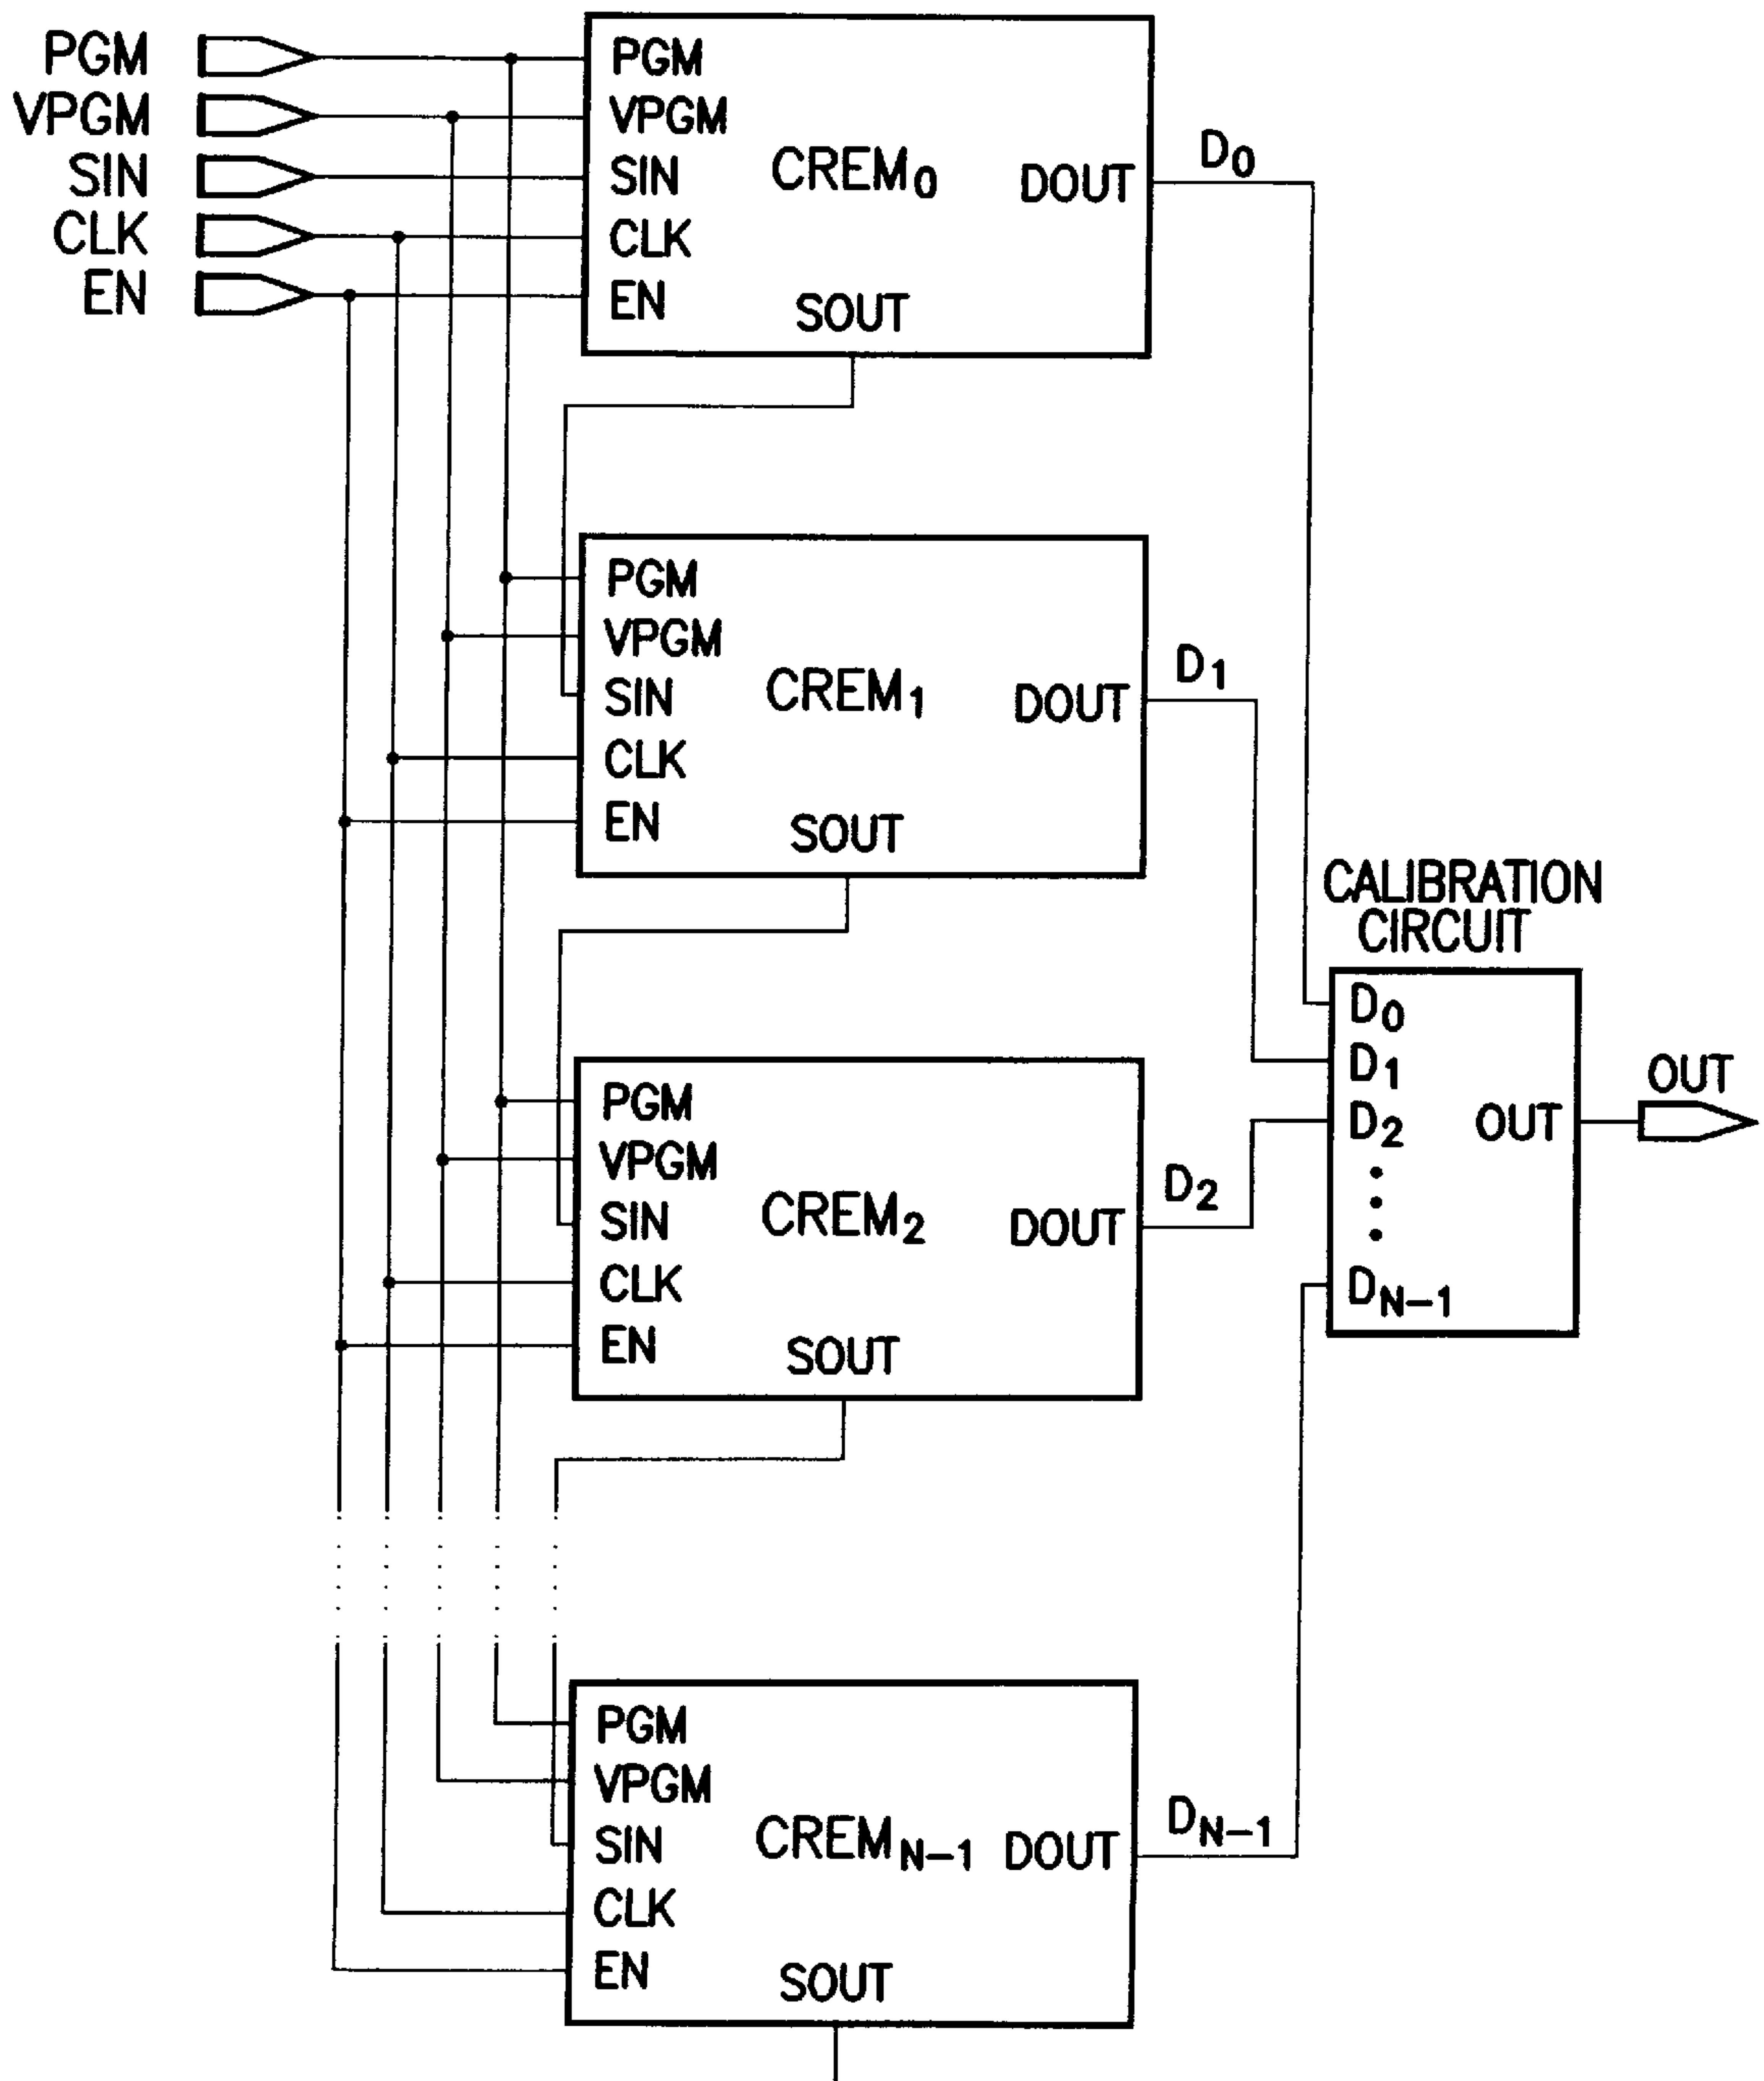 PGM
VPGM
SIN
CLK
EN
PGM
VPGM
SIN
CLK
EN
CREM0
DOUT
SOUT
D0
PGM
VPGM
SIN
CLK
EN
CREM1
DOUT
SOUT
D1
CALIBRATION
CIRCUIT
D0
D1
D2
DN-1
OUT
OUT
PGM
VPGM
SIN
CLK
EN
CREM2
DOUT
SOUT
D2
PGM
VPGM
SIN
CLK
EN
CREMN-1
DOUT
SOUT
DN-1